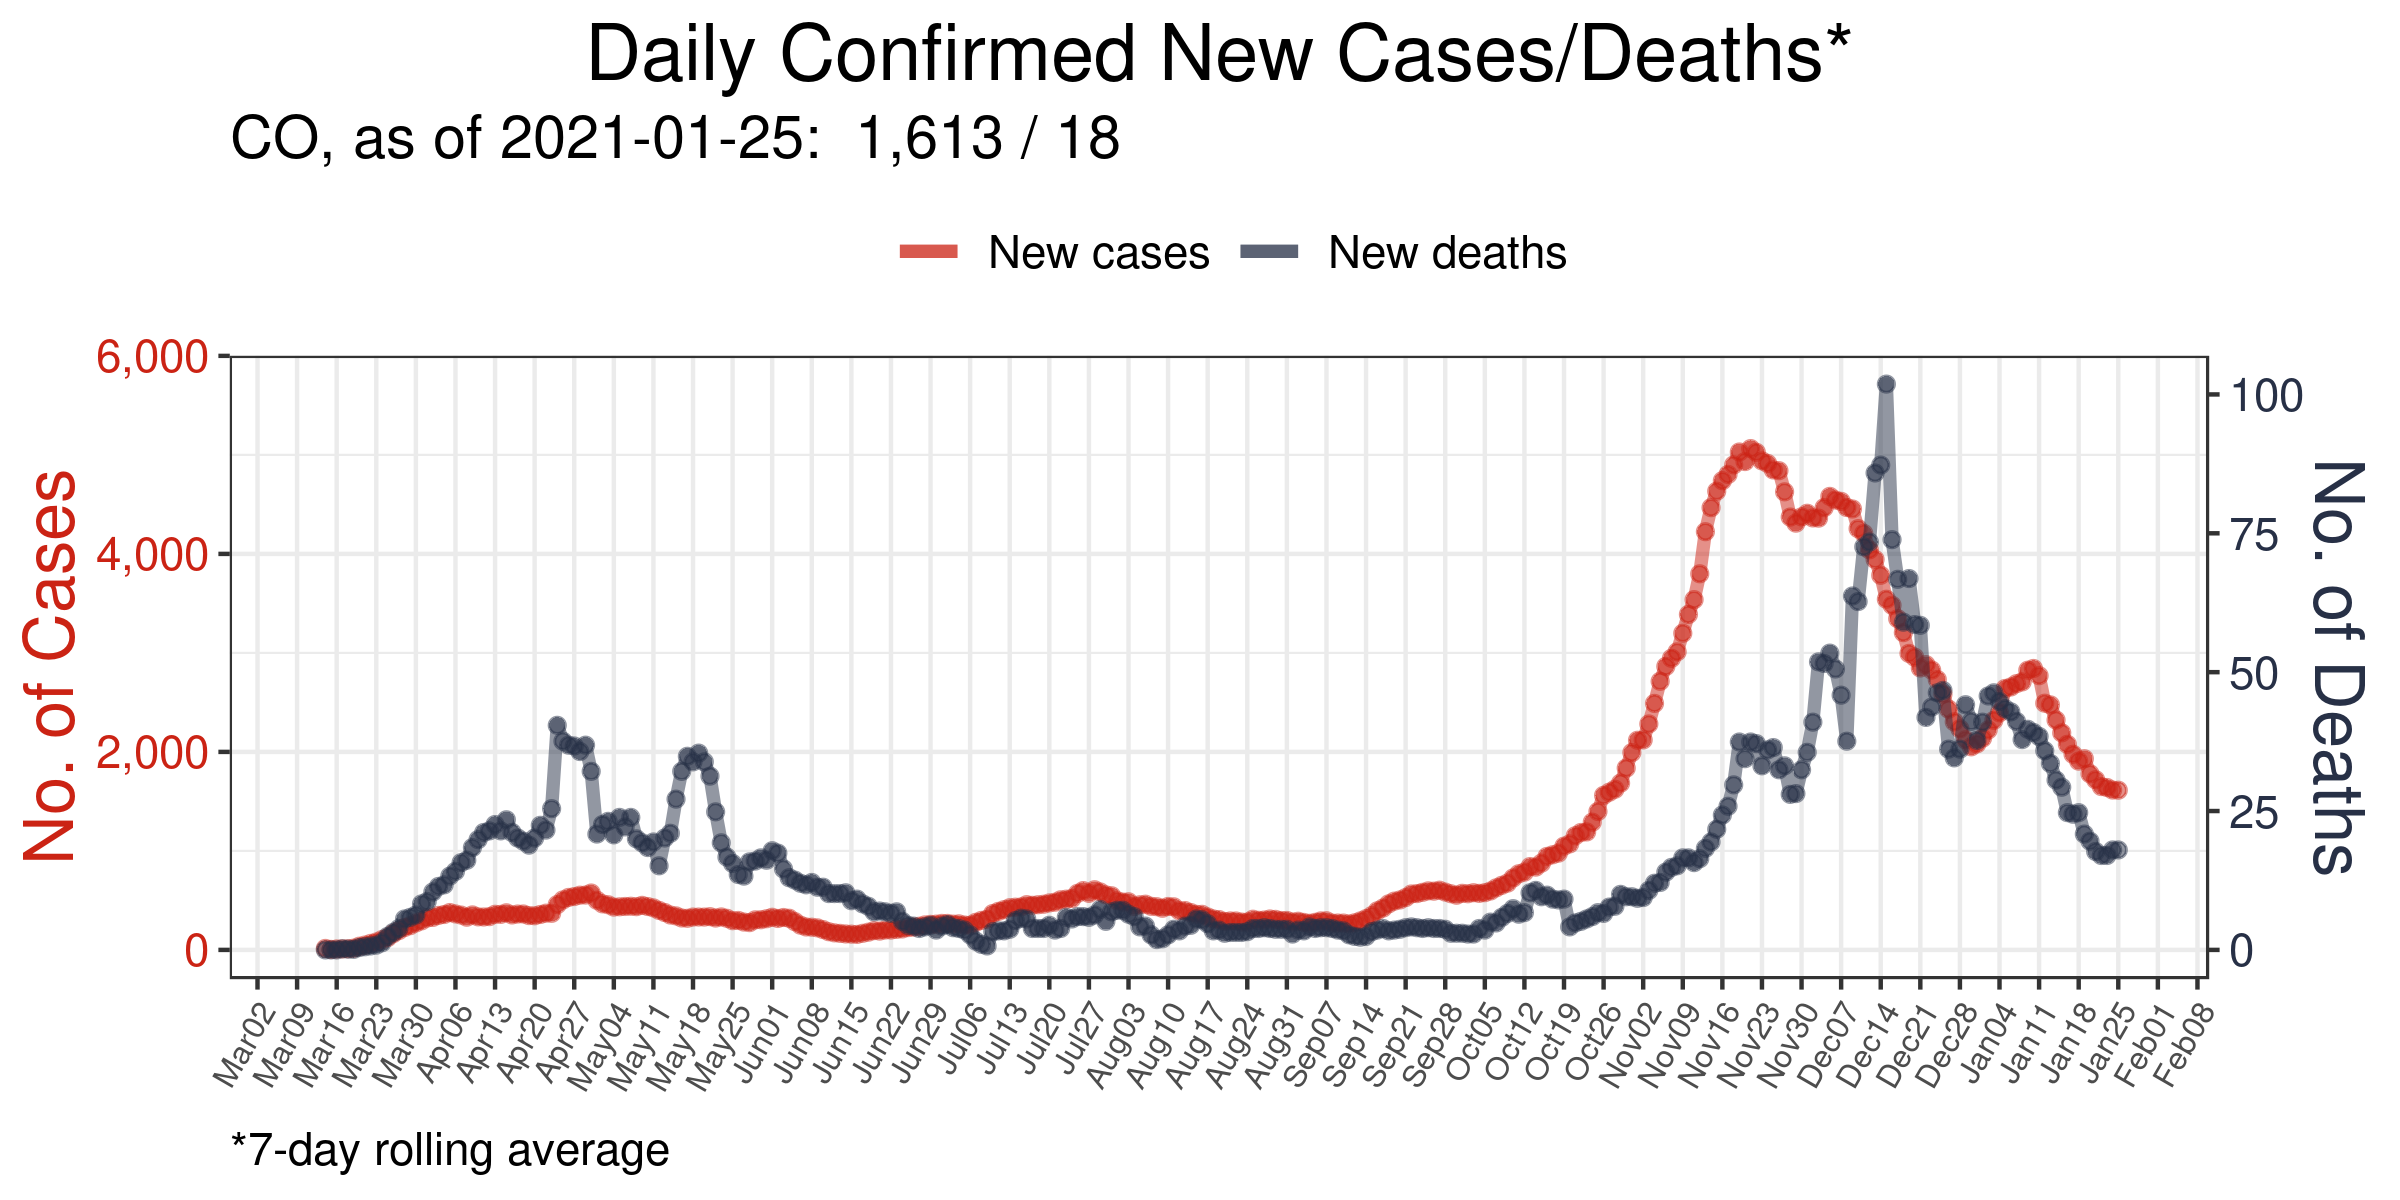 Daily Confirmed New Cases/Deaths*
CO, as of 2021-01-25:  1,613 / 18
New cases
New deaths
No. of Cases
6,000
4,000
2,000
0
100
75
50
25
0
No. of Deaths
Mar02
Mar09
Mar16
Mar23
Mar30
Apr06
Apr13
Apr20
Apr27
May04
May11
May18
May25
Jun01
Jun08
Jun15
Jun22
Jun29
Jul06
Jul13
Jul20
Jul27
Aug03
Aug10
Aug17
Aug24
Aug31
Sep07
Sep14
Sep21
Sep28
Oct05
Oct12
Oct19
Oct26
Nov02
Nov09
Nov16
Nov23
Nov30
Dec07
Dec14
Dec21
Dec28
Jan04
Jan11
Jan18
Jan25
Feb01
Feb08
*7-day rolling average